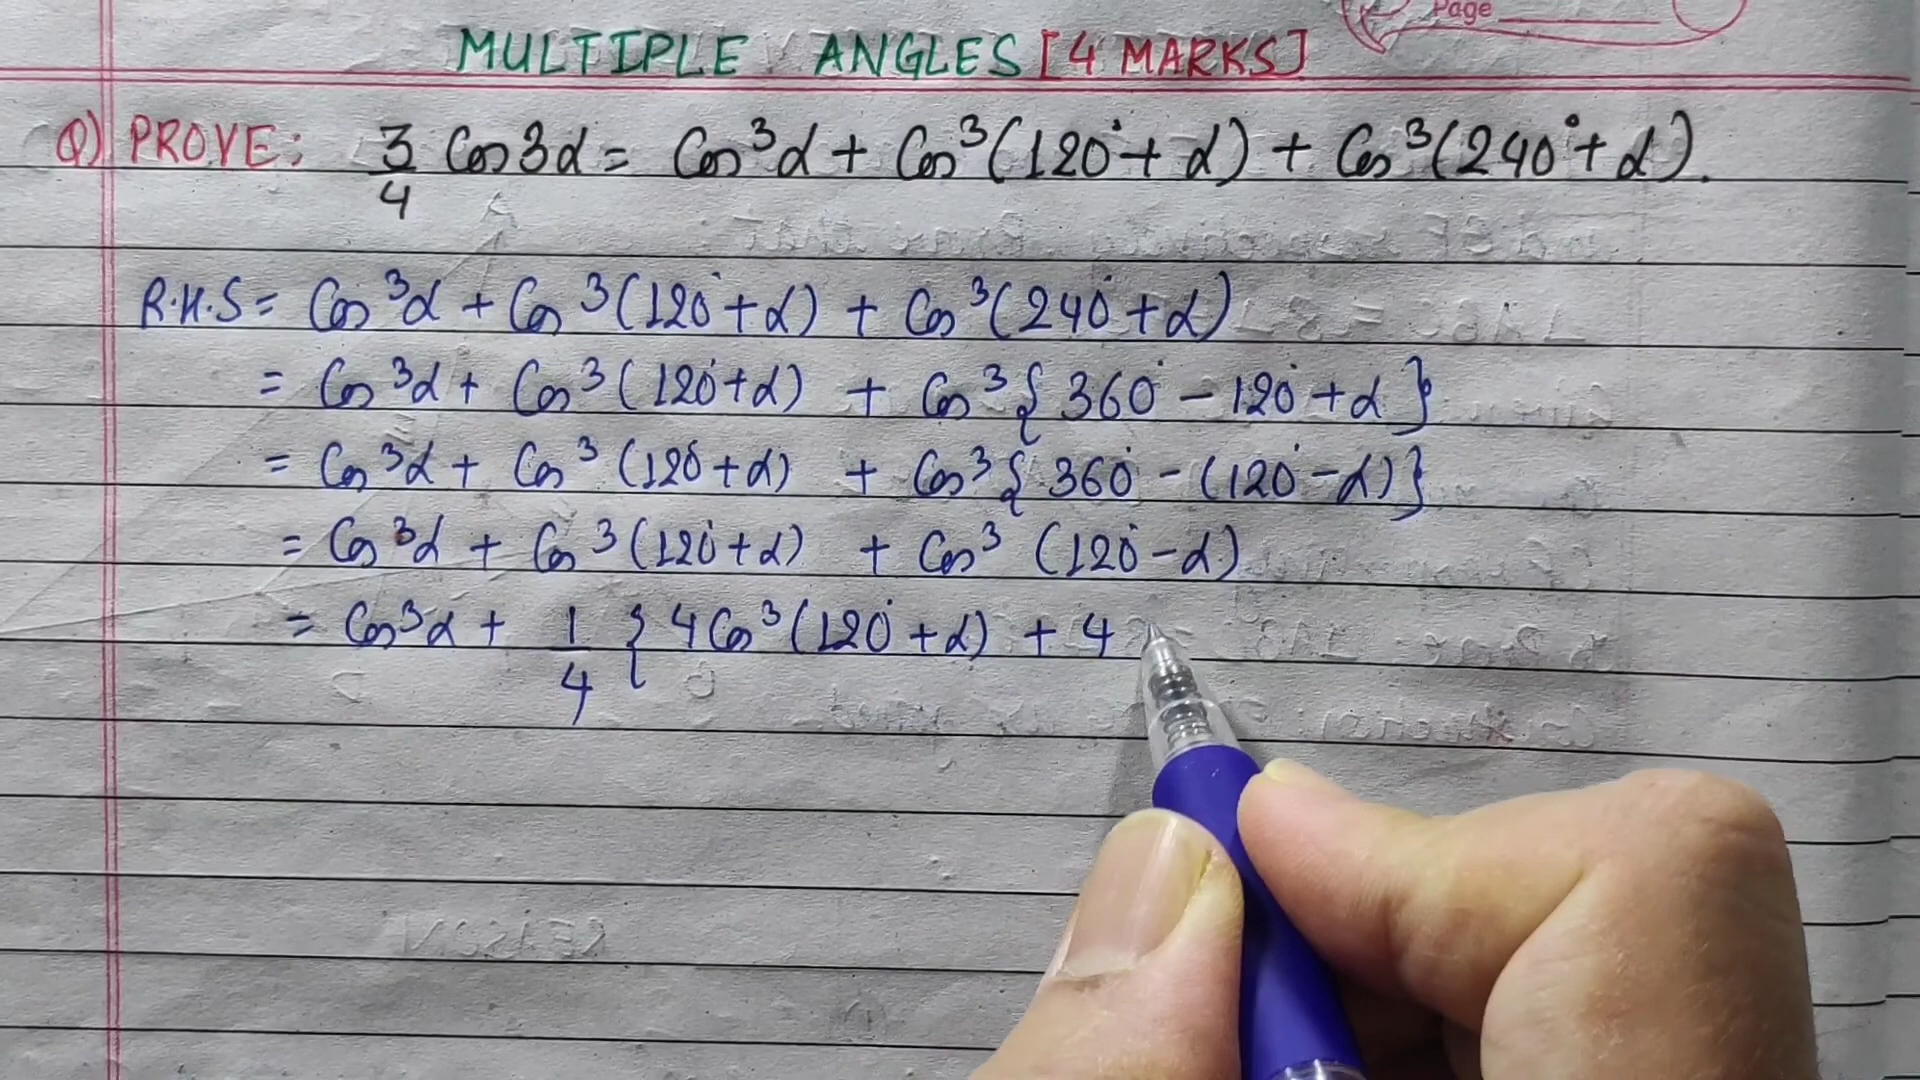 Page
MULTIPLE ANGLES [4 MARKS]
Q) PROVE: 3/4 Cos3α = Cos³α + Cos³(120° + α) + Cos³(240° + α).
R.H.S = Cos³α + Cos³(120° + α) + Cos³(240° + α)
= Cos³α + Cos³(120° + α) + Cos³{360° − 120° + α}
= Cos³α + Cos³(120° + α) + Cos³{360° − (120° − α)}
= Cos³α + Cos³(120° + α) + Cos³(120° − α)
= Cos³α + 1/4 {4Cos³(120° + α) + 4